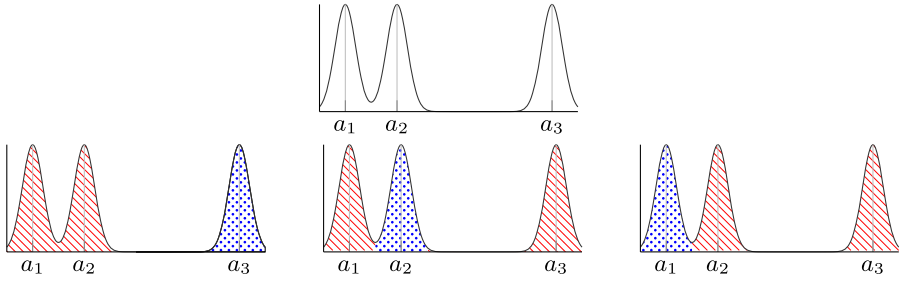 a₁ a₂ a₃
a₁ a₂ a₃ a₁ a₂ a₃ a₁ a₂ a₃